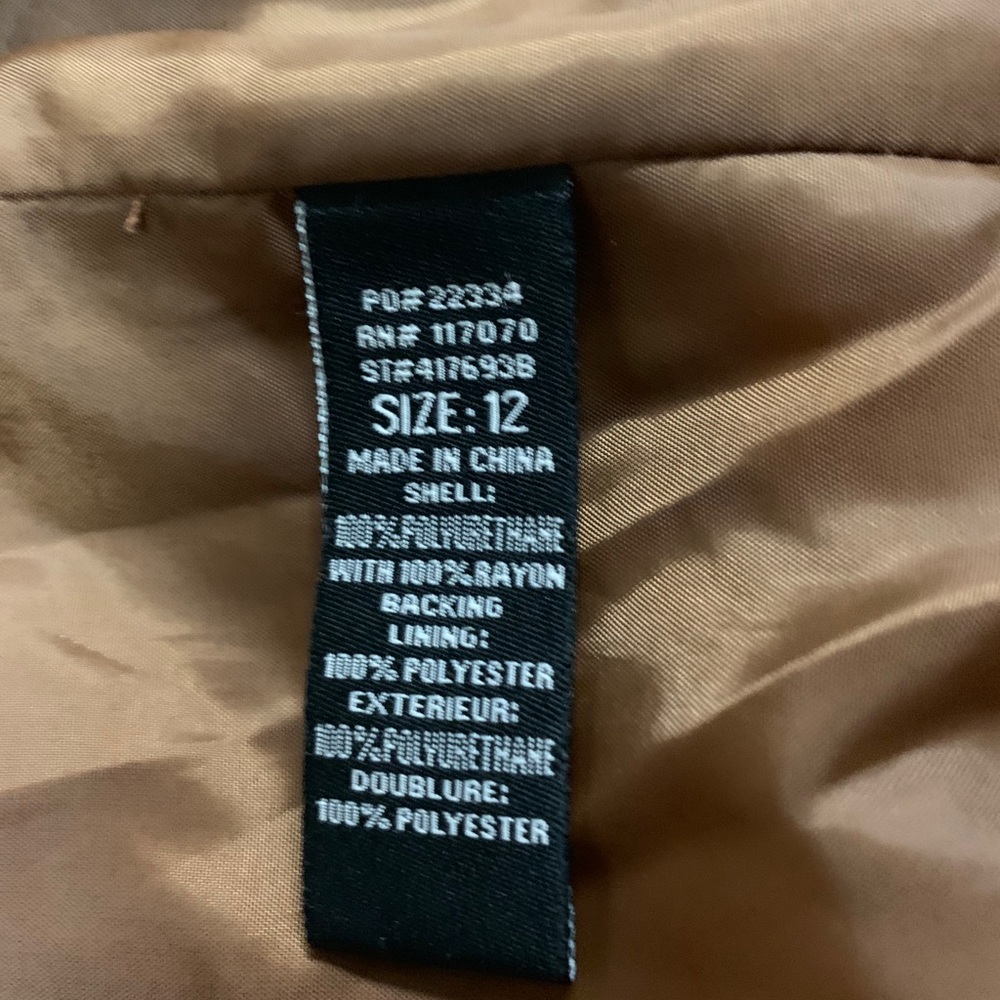 PO# 22334
RN# 117070
ST#417693B
SIZE: 12
MADE IN CHINA
SHELL:
100%POLYURETHANE
WITH 100%RAYON
BACKING
LINING:
100% POLYESTER
EXTERIEUR:
100%POLYURETHANE
DOUBLURE:
100% POLYESTER